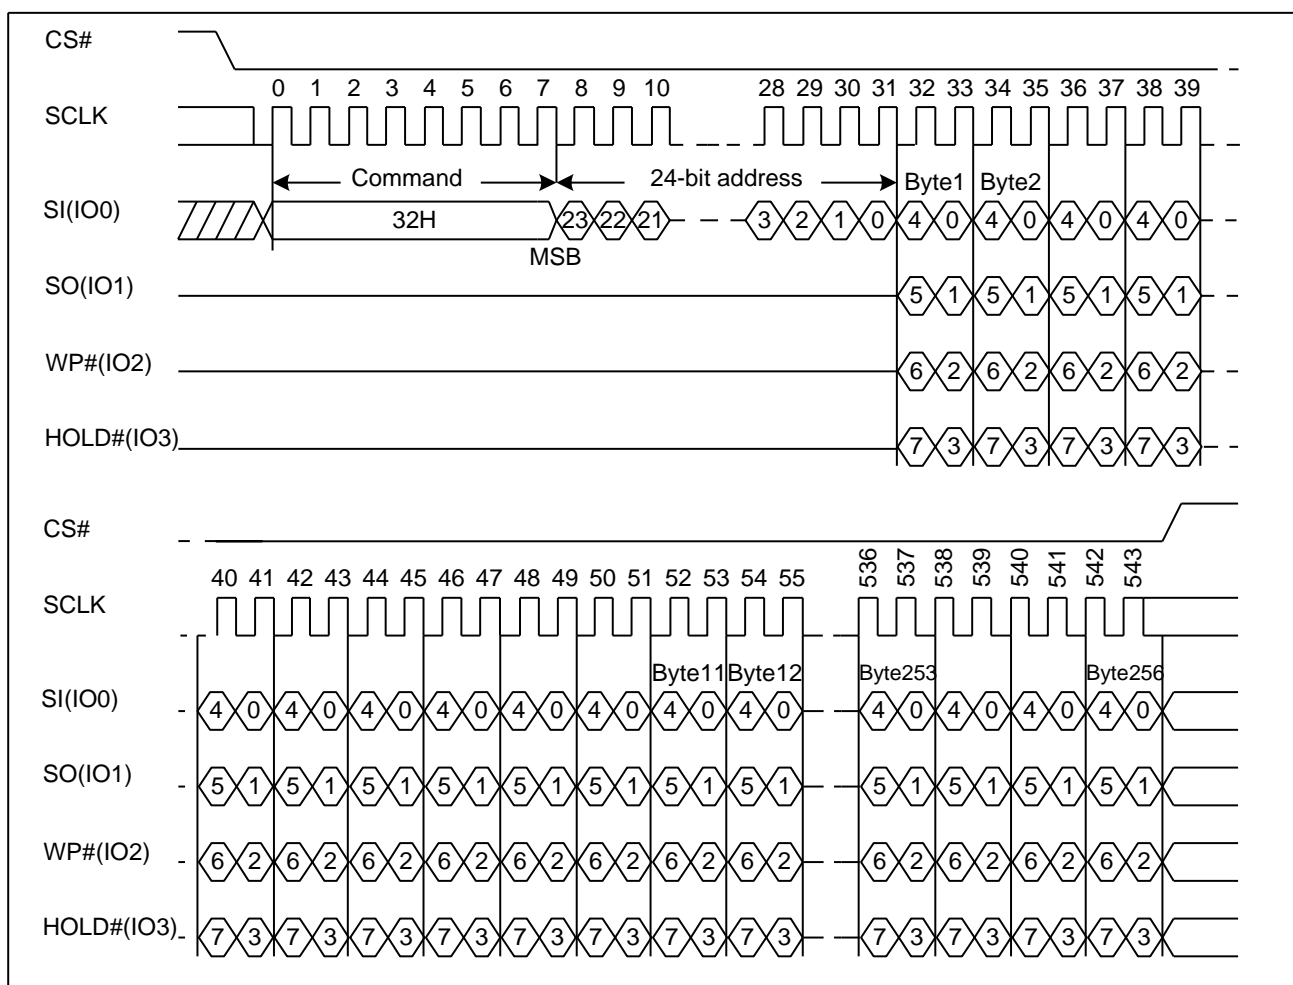 CS#
0 1 2 3 4 5 6 7 8 9 10 28 29 30 31 32 33 34 35 36 37 38 39
SCLK
Command 24-bit address Byte1 Byte2
SI(IO0) 32H 23 22 21 3 2 1 0 4 0 4 0 4 0 4 0
MSB
SO(IO1) 5 1 5 1 5 1 5 1
WP#(IO2) 6 2 6 2 6 2 6 2
HOLD#(IO3) 7 3 7 3 7 3 7 3
CS#
40 41 42 43 44 45 46 47 48 49 50 51 52 53 54 55 536 537 538 539 540 541 542 543
SCLK
Byte11 Byte12 Byte253 Byte256
SI(IO0) 4 0 4 0 4 0 4 0 4 0 4 0 4 0 4 0 4 0 4 0 4 0 4 0
SO(IO1) 5 1 5 1 5 1 5 1 5 1 5 1 5 1 5 1 5 1 5 1 5 1 5 1
WP#(IO2) 6 2 6 2 6 2 6 2 6 2 6 2 6 2 6 2 6 2 6 2 6 2 6 2
HOLD#(IO3) 7 3 7 3 7 3 7 3 7 3 7 3 7 3 7 3 7 3 7 3 7 3 7 3